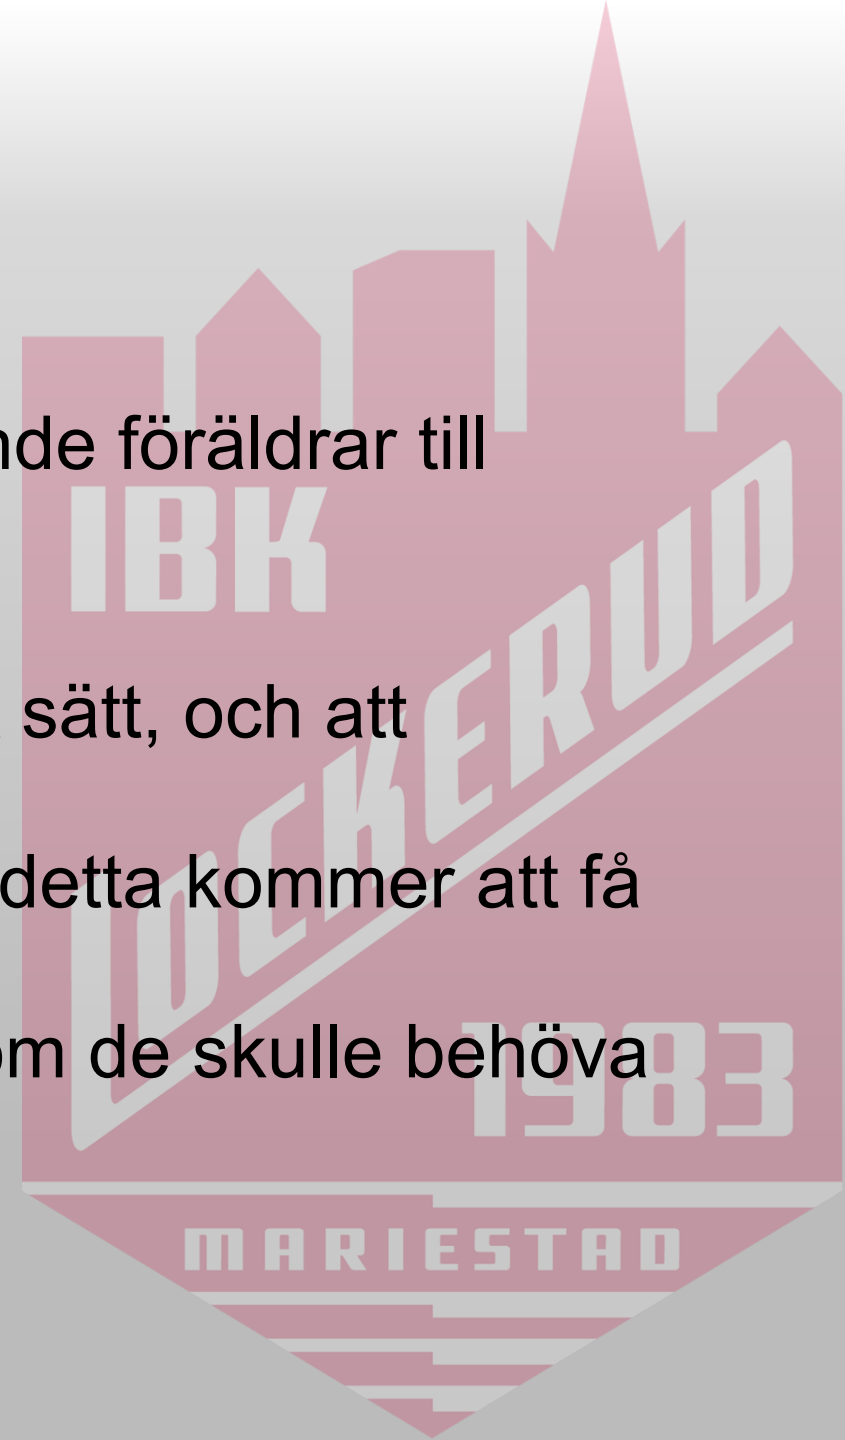 nde föräldrar till
IBK
sätt, och att
LOCKERUD
detta kommer att få
om de skulle behöva
1983
MARIESTAD